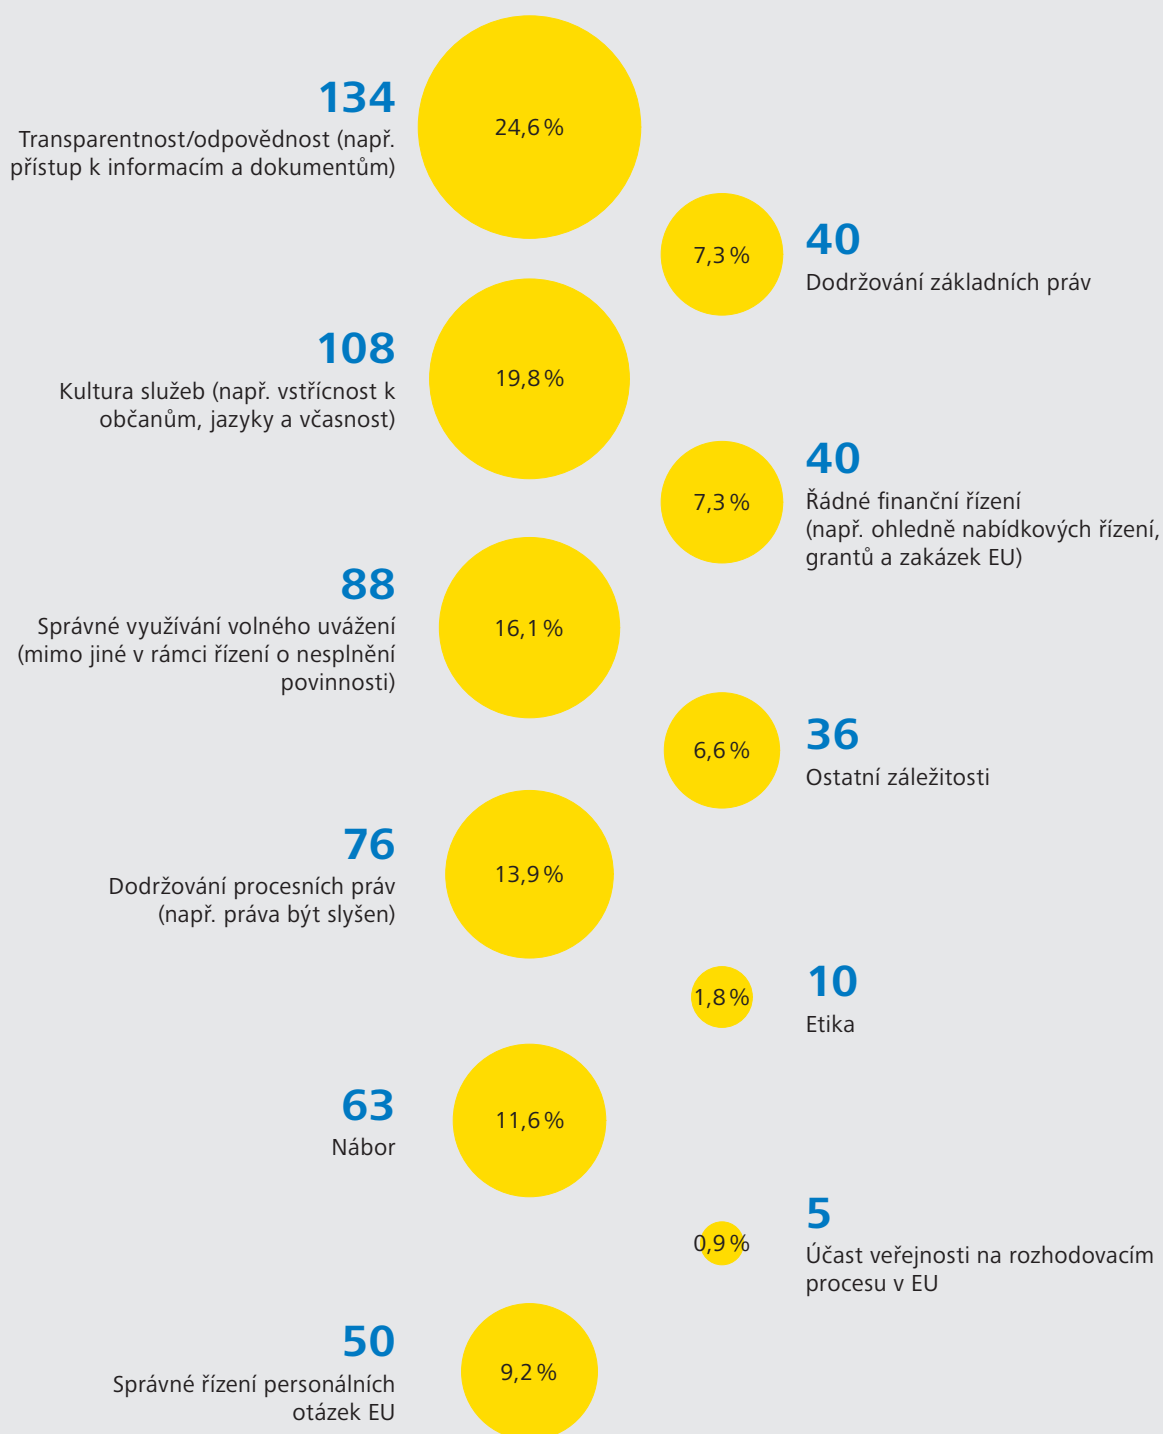 134
Transparentnost/odpovědnost (např.
přístup k informacím a dokumentům)
24,6 %
7,3 %
40
Dodržování základních práv
108
Kultura služeb (např. vstřícnost k
občanům, jazyky a včasnost)
19,8 %
7,3 %
40
Řádné finanční řízení
(např. ohledně nabídkových řízení,
grantů a zakázek EU)
88
Správné využívání volného uvážení
(mimo jiné v rámci řízení o nesplnění
povinnosti)
16,1 %
6,6 %
36
Ostatní záležitosti
76
Dodržování procesních práv
(např. práva být slyšen)
13,9 %
1,8 %
10
Etika
63
Nábor
11,6 %
0,9 %
5
Účast veřejnosti na rozhodovacím
procesu v EU
50
Správné řízení personálních
otázek EU
9,2 %